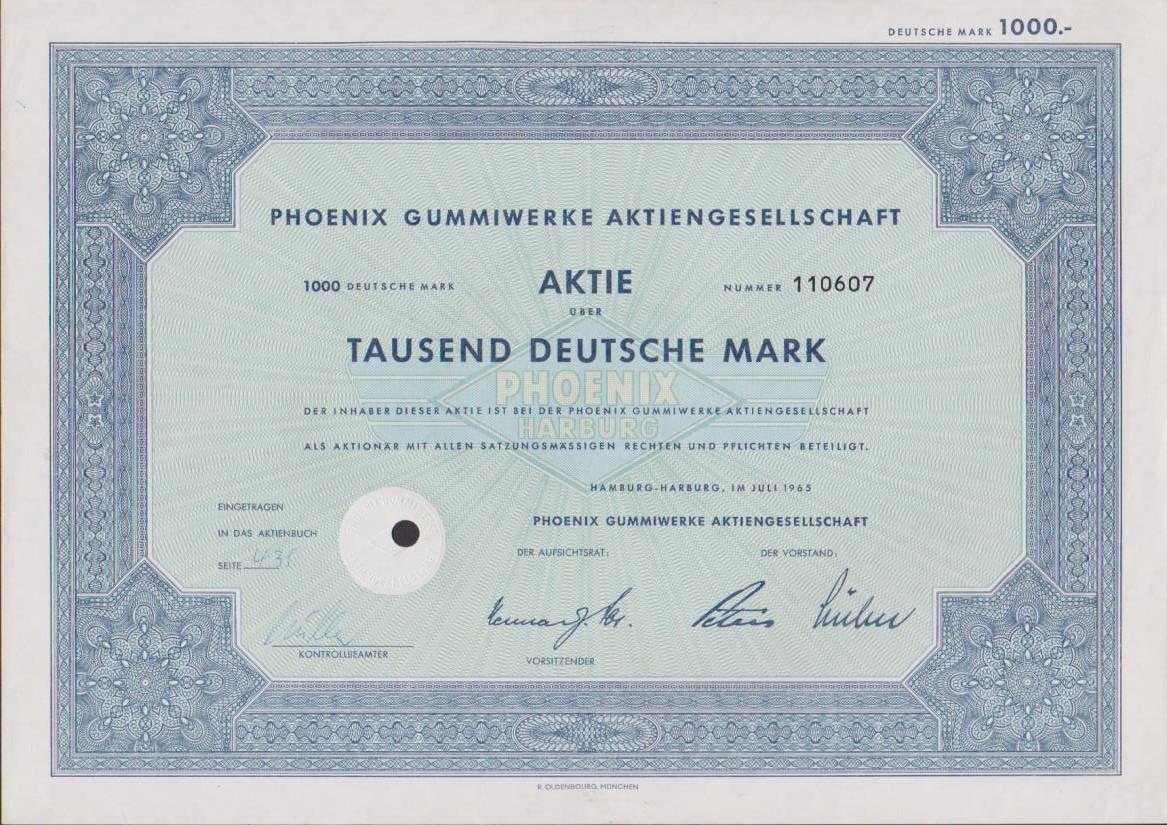 DEUTSCHE MARK 1000.-
PHOENIX GUMMIWERKE AKTIENGESELLSCHAFT
1000 DEUTSCHE MARK AKTIE NUMMER 110607
ÜBER
TAUSEND DEUTSCHE MARK
PHOENIX
DER INHABER DIESER AKTIE IST BEI DER PHOENIX GUMMIWERKE AKTIENGESELLSCHAFT
HARBURG
ALS AKTIONÄR MIT ALLEN SATZUNGSMÄSSIGEN RECHTEN UND PFLICHTEN BETEILIGT.
HAMBURG-HARBURG, IM JULI 1965
PHOENIX GUMMIWERKE AKTIENGESELLSCHAFT
DER AUFSICHTSRAT: DER VORSTAND:
EINGETRAGEN
IN DAS AKTIENBUCH
SEITE 435
KONTROLLBEAMTER
VORSITZENDER
R. OLDENBOURG, MÜNCHEN